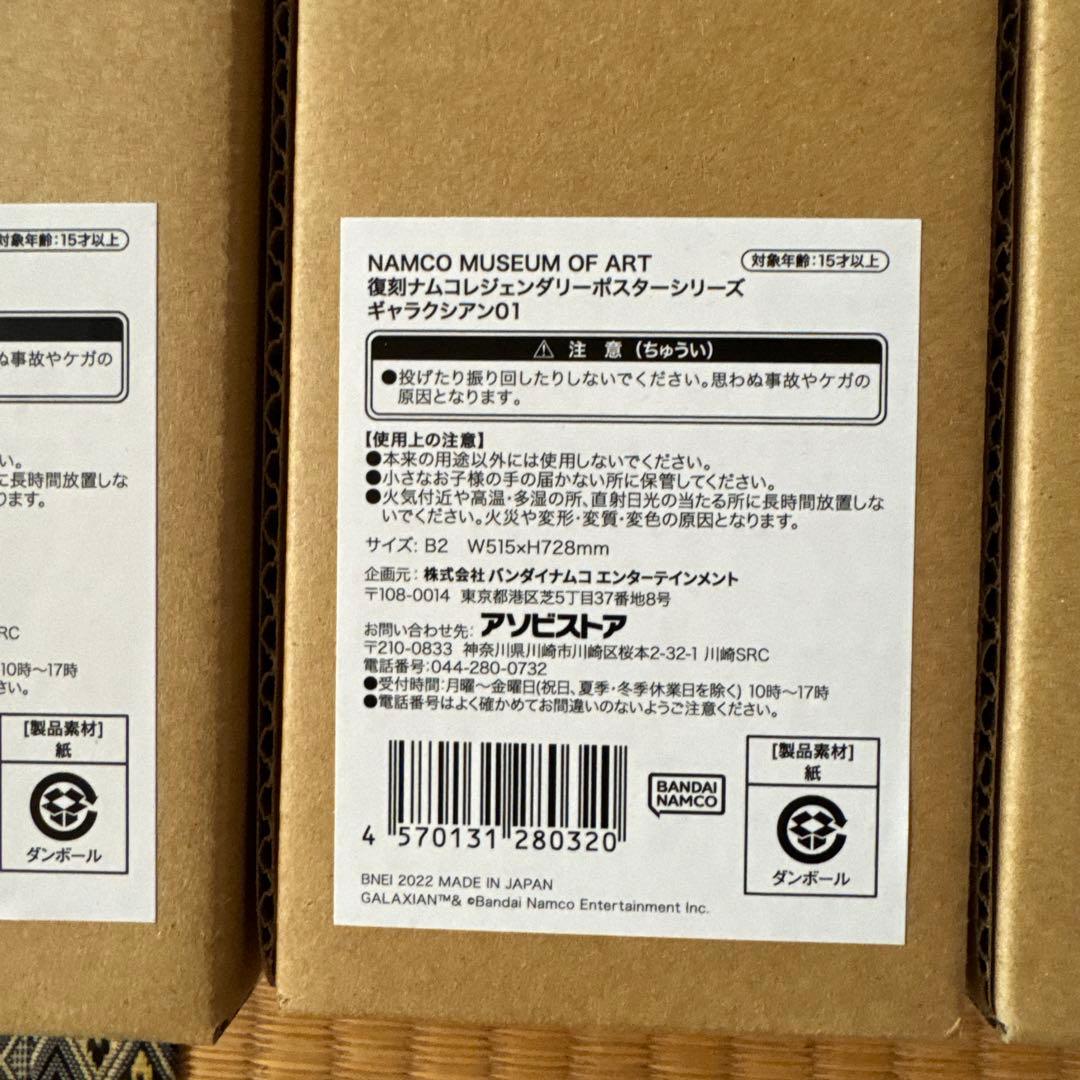 対象年齢:15才以上
ぬ事故やケガの
い。
に長時間放置しな
ります。
RC
10時～17時
さい。
[製品素材]
紙
ダンボール
NAMCO MUSEUM OF ART
対象年齢:15才以上
復刻ナムコレジェンダリーポスターシリーズ
ギャラクシアン01
⚠ 注 意 (ちゅうい)
●投げたり振り回したりしないでください。思わぬ事故やケガの
原因となります。
【使用上の注意】
●本来の用途以外には使用しないでください。
●小さなお子様の手の届かない所に保管してください。
●火気付近や高温・多湿の所、直射日光の当たる所に長時間放置しな
いでください。火災や変形・変質・変色の原因となります。
サイズ: B2 W515×H728mm
企画元: 株式会社 バンダイナムコ エンターテインメント
〒108-0014 東京都港区芝5丁目37番地8号
お問い合わせ先: アソビストア
〒210-0833 神奈川県川崎市川崎区桜本2-32-1 川崎SRC
電話番号:044-280-0732
●受付時間:月曜～金曜日(祝日、夏季・冬季休業日を除く) 10時～17時
●電話番号はよく確かめてお間違いのないようご注意ください。
4 570131 280320
BANDAI
NAMCO
[製品素材]
紙
ダンボール
BNEI 2022 MADE IN JAPAN
GALAXIAN™& ©Bandai Namco Entertainment Inc.